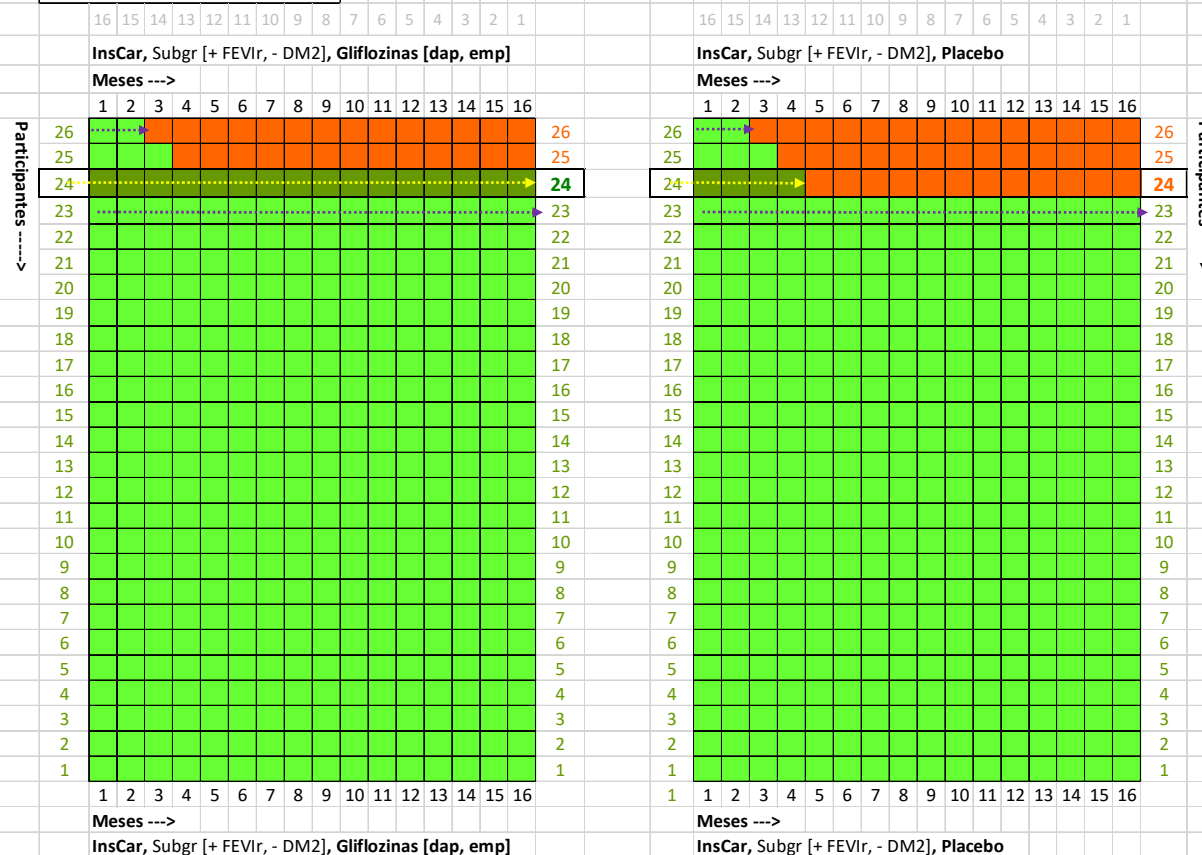 16 15 14 13 12 11 10 9 8 7 6 5 4 3 2 1 16 15 14 13 12 11 10 9 8 7 6 5 4 3 2 1
InsCar, Subgr [+ FEVIr, - DM2], Gliflozinas [dap, emp] InsCar, Subgr [+ FEVIr, - DM2], Placebo
Meses ---> Meses --->
1 2 3 4 5 6 7 8 9 10 11 12 13 14 15 16 1 2 3 4 5 6 7 8 9 10 11 12 13 14 15 16
Participantes ------>
26 26 26 26
25 25 25 25
24 24 24 24
23 23 23 23
22 22 22 22
21 21 21 21
20 20 20 20
19 19 19 19
18 18 18 18
17 17 17 17
16 16 16 16
15 15 15 15
14 14 14 14
13 13 13 13
12 12 12 12
11 11 11 11
10 10 10 10
9 9 9 9
8 8 8 8
7 7 7 7
6 6 6 6
5 5 5 5
4 4 4 4
3 3 3 3
2 2 2 2
1 1 1 1
1 2 3 4 5 6 7 8 9 10 11 12 13 14 15 16 1 1 2 3 4 5 6 7 8 9 10 11 12 13 14 15 16
Meses ---> Meses --->
InsCar, Subgr [+ FEVIr, - DM2], Gliflozinas [dap, emp] InsCar, Subgr [+ FEVIr, - DM2], Placebo